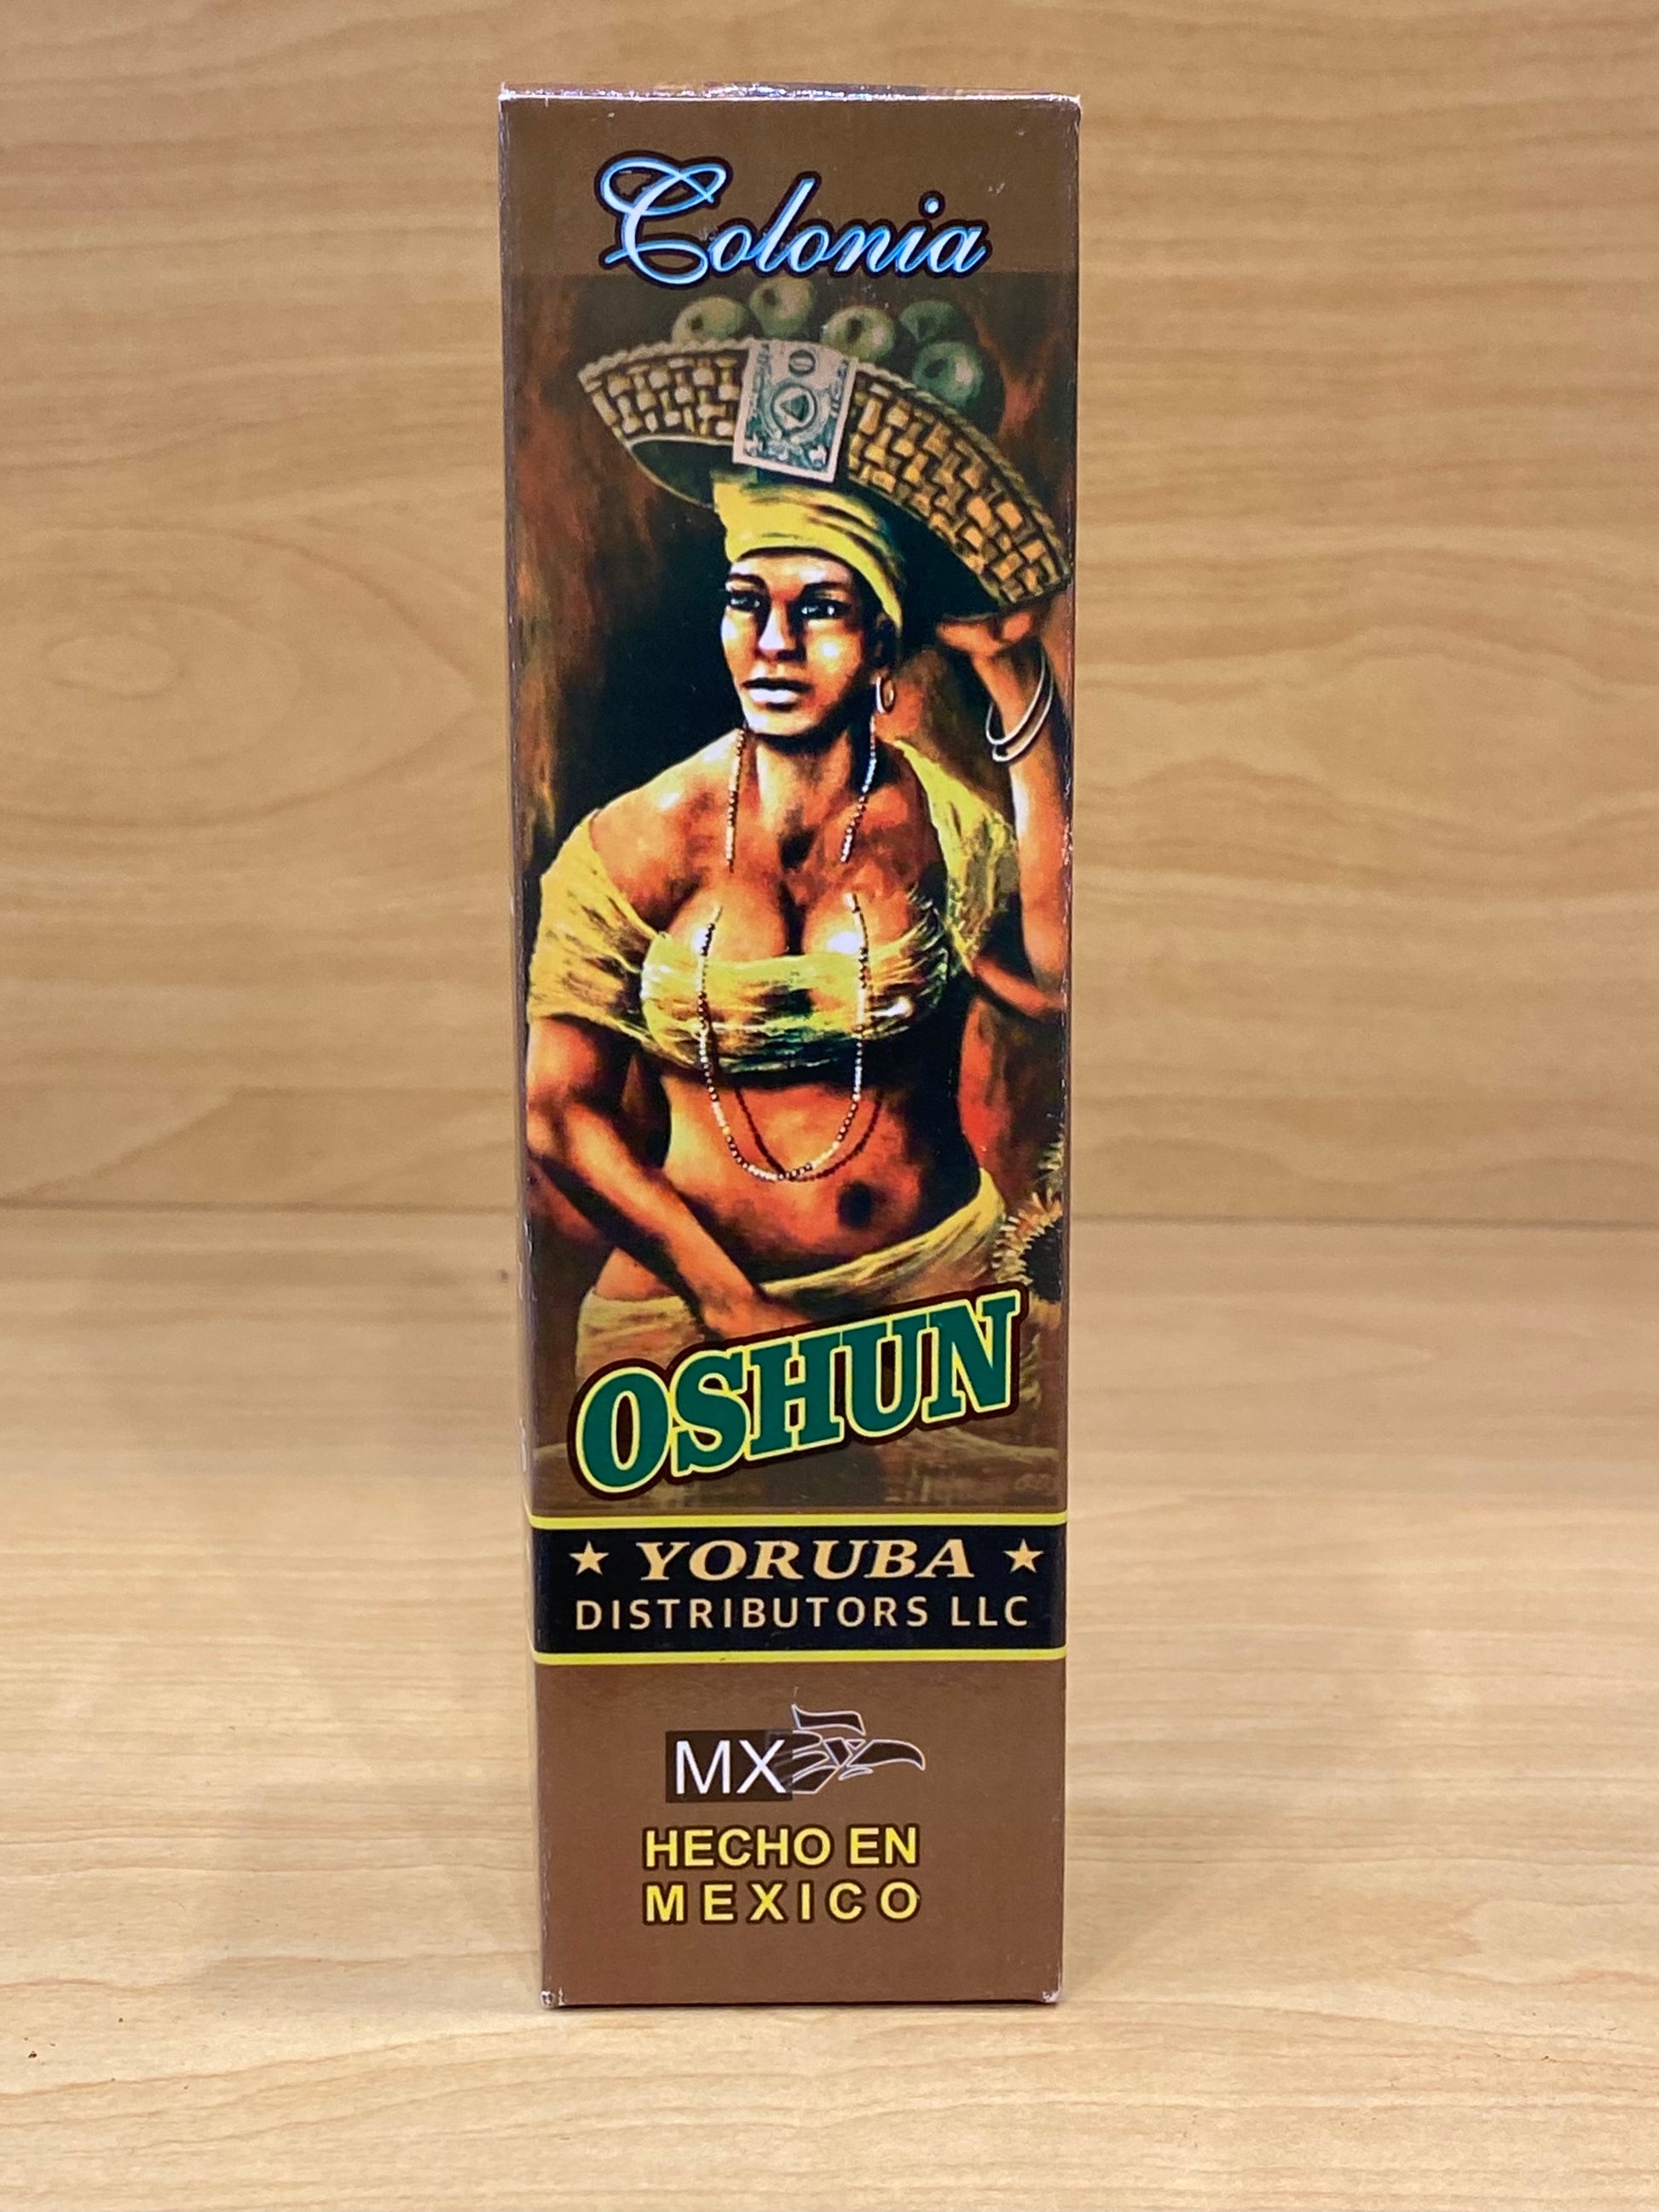 Colonia
OSHUN
★ YORUBA ★
DISTRIBUTORS LLC
MX
HECHO EN
MEXICO